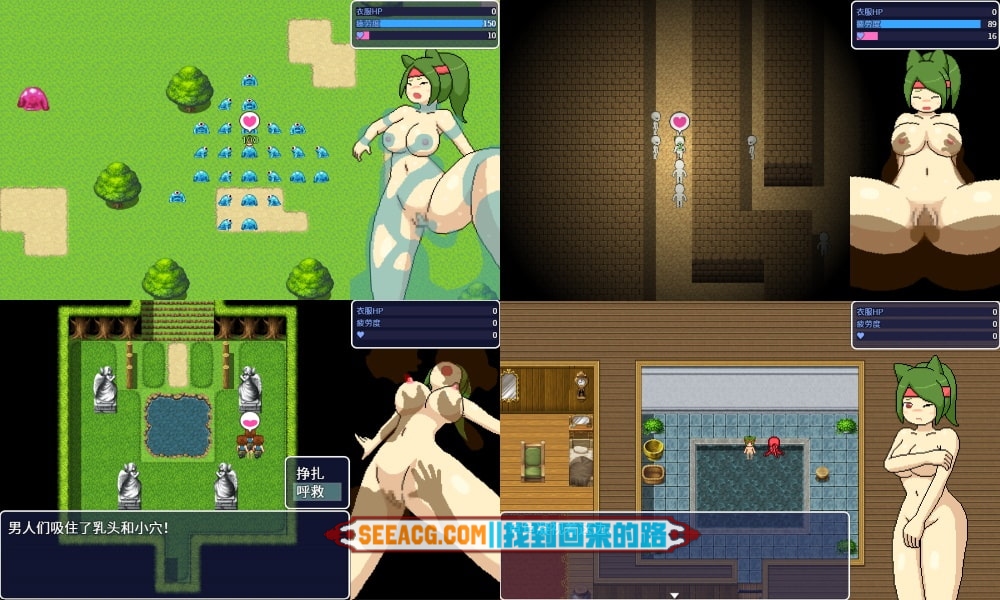 衣服HP 0
疲劳度 150
10
108
衣服HP 0
疲劳度 89
16
衣服HP 0
疲劳度 0
0
挣扎
呼救
男人们吸住了乳头和小穴!
衣服HP 0
疲劳度 0
0
SEEACG.COM||找到回来的路